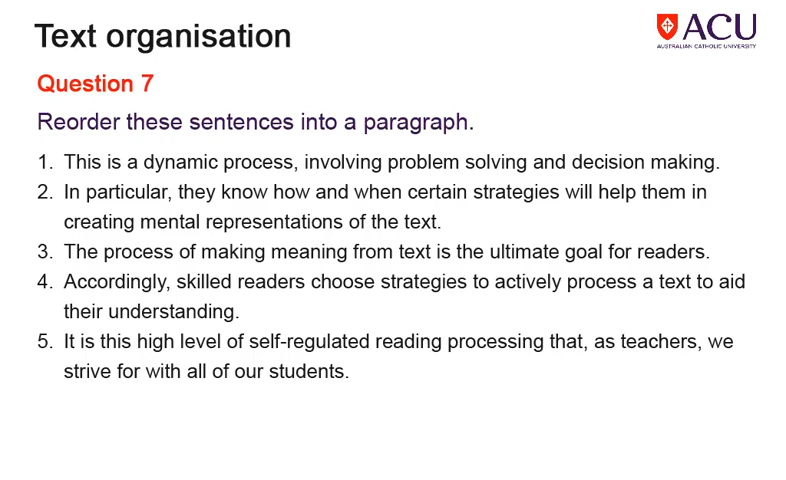 Text organisation
ACU
AUSTRALIAN CATHOLIC UNIVERSITY
Question 7
Reorder these sentences into a paragraph.
1. This is a dynamic process, involving problem solving and decision making.
2. In particular, they know how and when certain strategies will help them in
creating mental representations of the text.
3. The process of making meaning from text is the ultimate goal for readers.
4. Accordingly, skilled readers choose strategies to actively process a text to aid
their understanding.
5. It is this high level of self-regulated reading processing that, as teachers, we
strive for with all of our students.